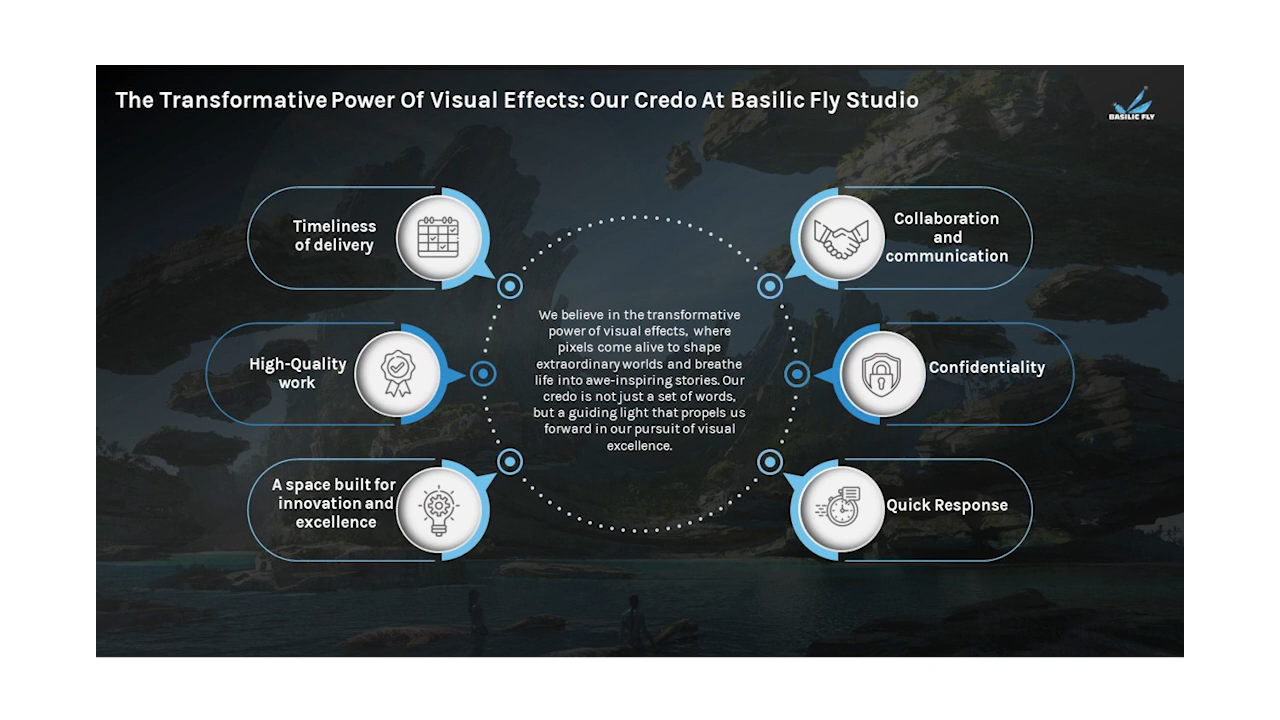 The Transformative Power Of Visual Effects: Our Credo At Basilic Fly Studio
BASILIC FLY
Timeliness
of delivery
High-Quality
work
A space built for
innovation and
excellence
We believe in the transformative
power of visual effects, where
pixels come alive to shape
extraordinary worlds and breathe
life into awe-inspiring stories. Our
credo is not just a set of words,
but a guiding light that propels us
forward in our pursuit of visual
excellence.
Collaboration
and
communication
Confidentiality
Quick Response